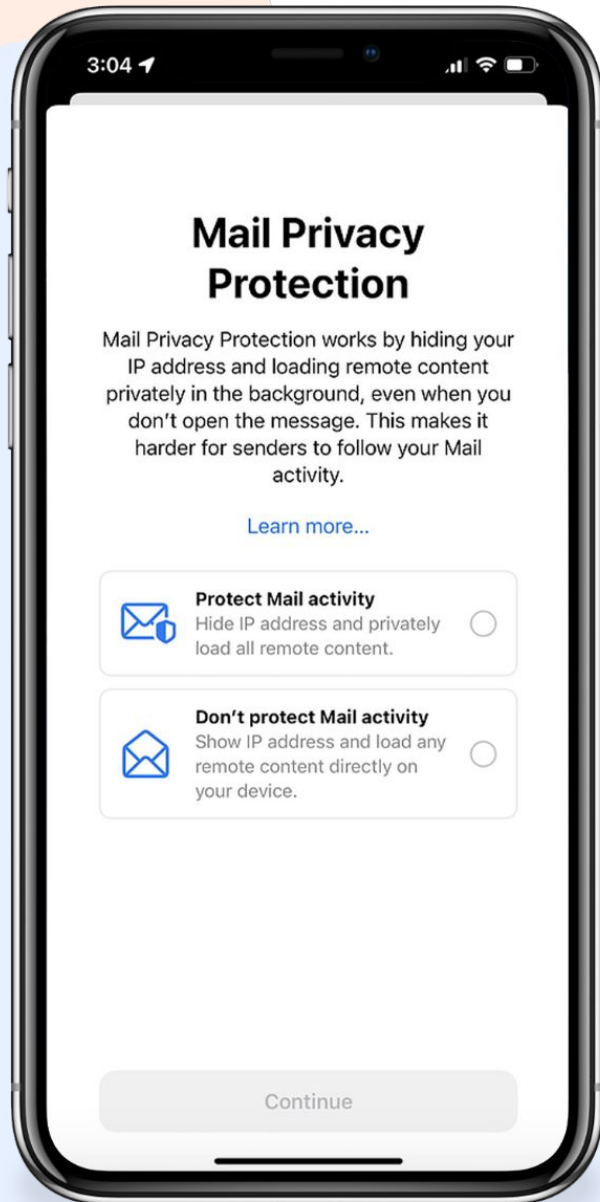 3:04
Mail Privacy
Protection
Mail Privacy Protection works by hiding your
IP address and loading remote content
privately in the background, even when you
don’t open the message. This makes it
harder for senders to follow your Mail
activity.
Learn more...
Protect Mail activity
Hide IP address and privately
load all remote content.
Don’t protect Mail activity
Show IP address and load any
remote content directly on
your device.
Continue